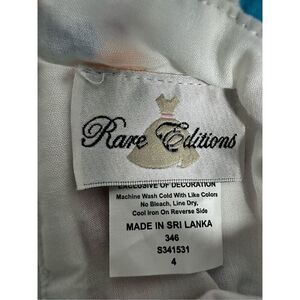 Rare Editions
EXCLUSIVE OF DECORATION
Machine Wash Cold With Like Colors
No Bleach, Line Dry,
Cool Iron On Reverse Side
MADE IN SRI LANKA
346
S341531
4